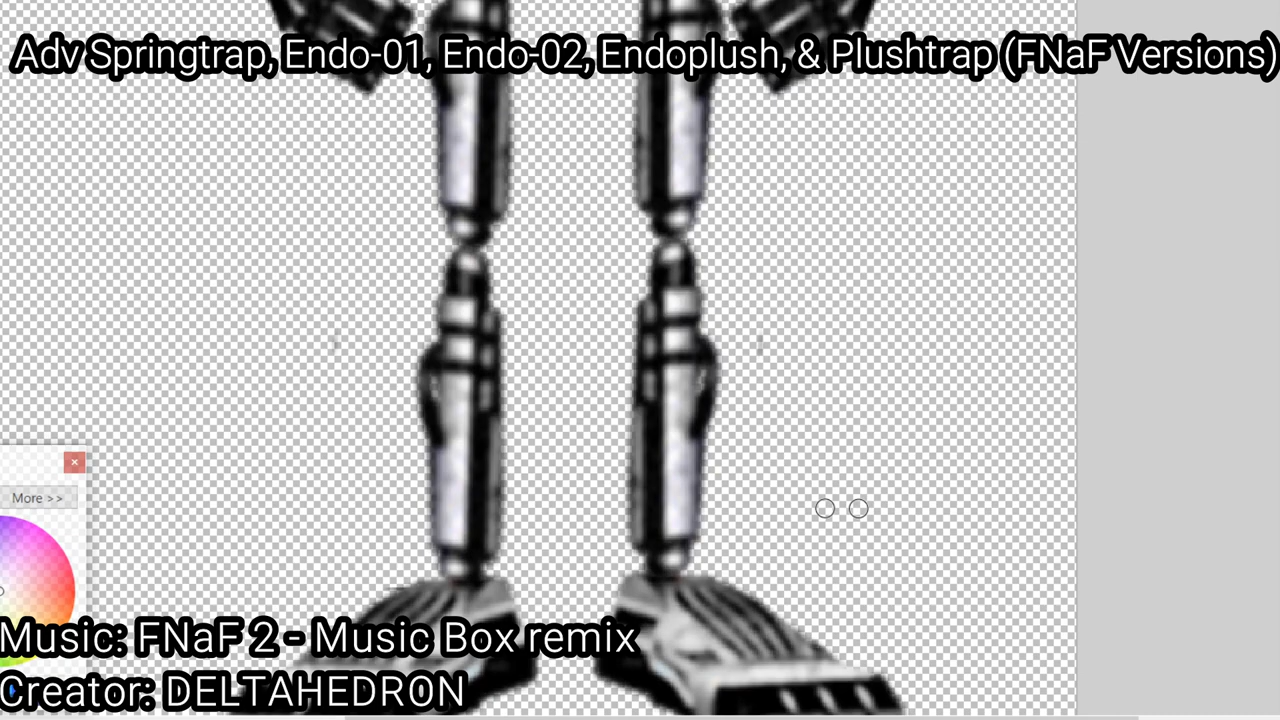 Adv Springtrap, Endo-01, Endo-02, Endoplush, & Plushtrap (FNaF Versions)
More >>
Music: FNaF 2 - Music Box remix
Creator: DELTAHEDRON